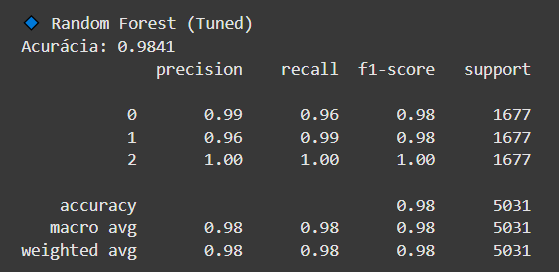 🔹 Random Forest (Tuned)
Acurácia: 0.9841
precision recall f1-score support
0 0.99 0.96 0.98 1677
1 0.96 0.99 0.98 1677
2 1.00 1.00 1.00 1677
accuracy 0.98 5031
macro avg 0.98 0.98 0.98 5031
weighted avg 0.98 0.98 0.98 5031